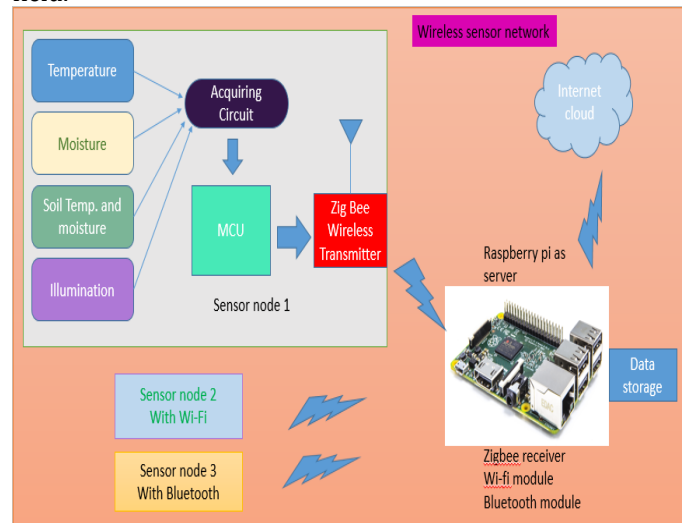 Wireless sensor network
Temperature
Moisture
Soil Temp. and
moisture
Illumination
Acquiring
Circuit
MCU
Zig Bee
Wireless
Transmitter
Sensor node 1
Internet
cloud
Raspberry pi as
server
Data
storage
Zigbee receiver
Wi-fi module
Bluetooth module
Sensor node 2
With Wi-Fi
Sensor node 3
With Bluetooth